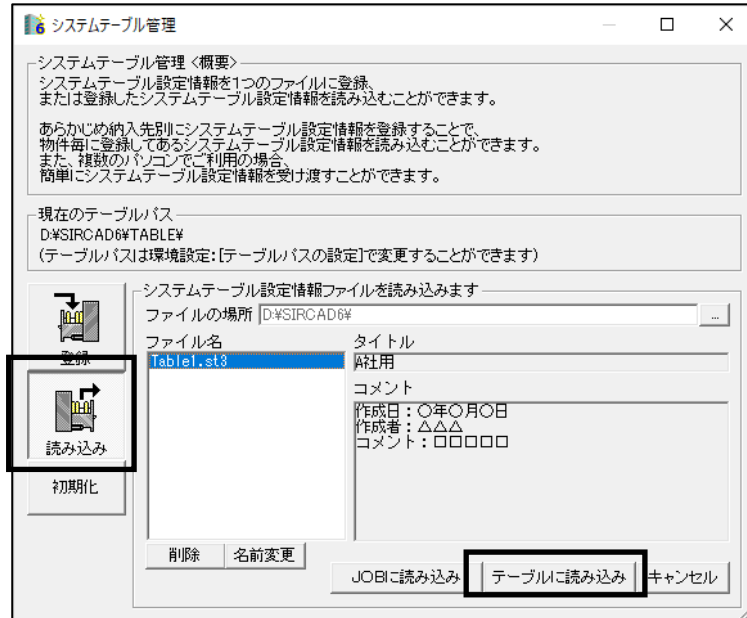 システムテーブル管理
システムテーブル管理〈概要〉
システムテーブル設定情報を1つのファイルに登録、
または登録したシステムテーブル設定情報を読み込むことができます。
あらかじめ納入先別にシステムテーブル設定情報を登録することで、
物件毎に登録してあるシステムテーブル設定情報を読み込むことができます。
また、複数のパソコンでご利用の場合、
簡単にシステムテーブル設定情報を受け渡すことができます。
現在のテーブルパス
D:¥SIRCAD6¥TABLE¥
(テーブルパスは環境設定:[テーブルパスの設定]で変更することができます)
登録
読み込み
初期化
システムテーブル設定情報ファイルを読み込みます
ファイルの場所 D:¥SIRCAD6¥ ...
ファイル名
Table1.st3
タイトル
A社用
コメント
作成日：○年○月○日
作成者：△△△
コメント：□□□□□
削除 名前変更
JOBに読み込み テーブルに読み込み キャンセル